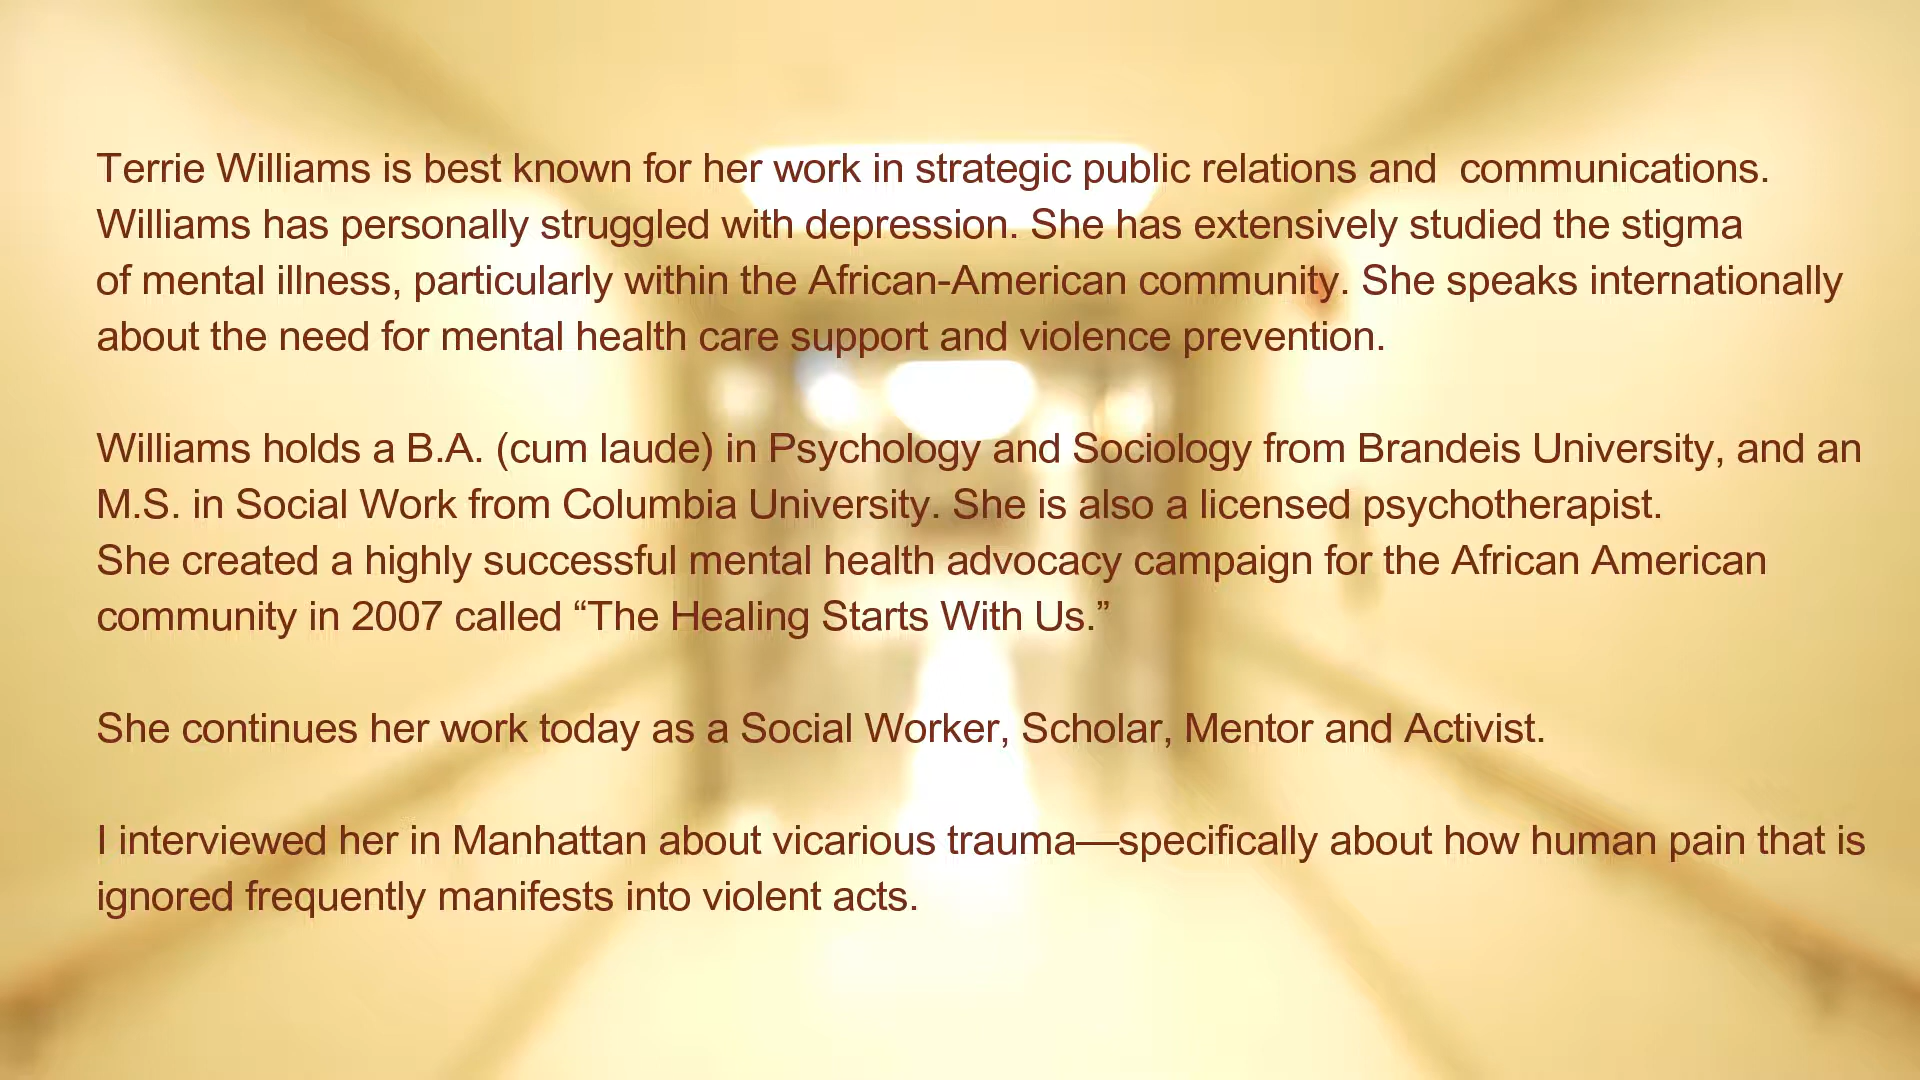 Terrie Williams is best known for her work in strategic public relations and  communications.
Williams has personally struggled with depression. She has extensively studied the stigma
of mental illness, particularly within the African-American community. She speaks internationally
about the need for mental health care support and violence prevention.
Williams holds a B.A. (cum laude) in Psychology and Sociology from Brandeis University, and an
M.S. in Social Work from Columbia University. She is also a licensed psychotherapist.
She created a highly successful mental health advocacy campaign for the African American
community in 2007 called “The Healing Starts With Us.”
She continues her work today as a Social Worker, Scholar, Mentor and Activist.
I interviewed her in Manhattan about vicarious trauma—specifically about how human pain that is
ignored frequently manifests into violent acts.